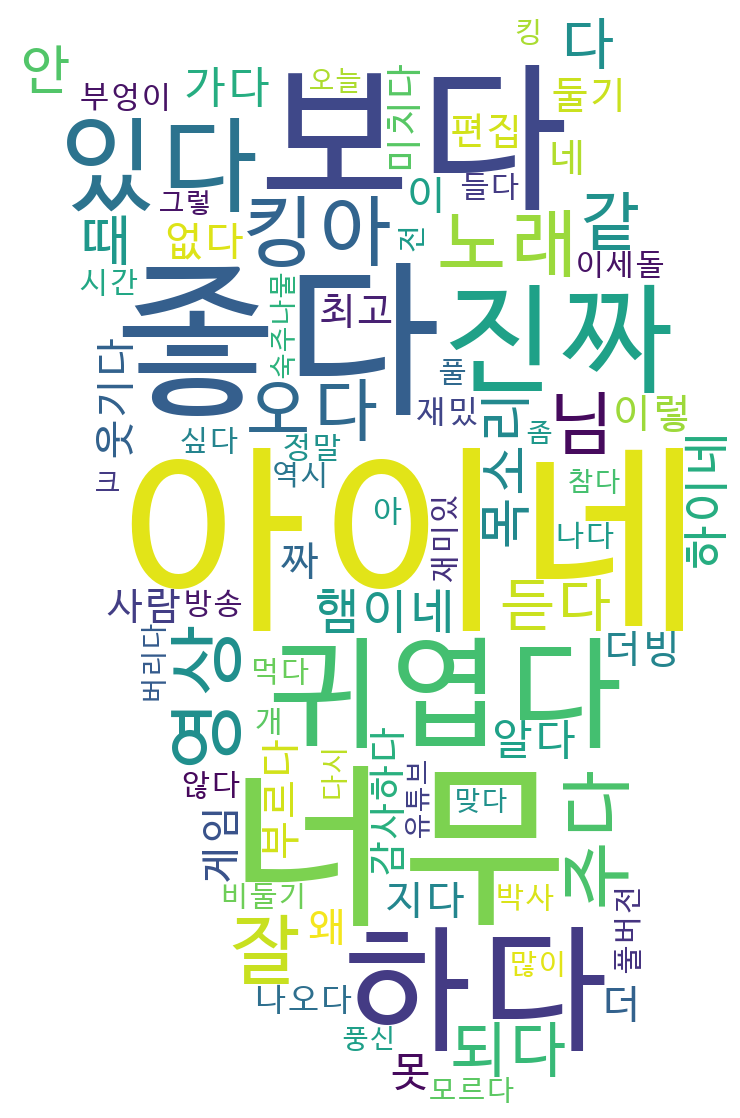 킹
안
다
부엉이
가다
오늘
보다
미치다
편집
둘기
있다
네
그렇
이
들다
때
없다
킹아
전
노래
같
시간
숙주나물
최고
이세돌
좋다
진짜
웃기다
오다
풀
재밌
님
이렇
싶다
정말
목소리
좀
하이네
크
역시
참다
아이네
아
재미있
짜
나다
사람
방송
햄이네
듣다
버리다
영상
먹다
귀엽다
더빙
개
알다
않다
부르다
다시
감사하다
유튜브
너무
맞다
주다
게임
비둘기
지다
박사
잘
왜
하다
많이
풀버전
나오다
더
풍신
못
되다
모르다